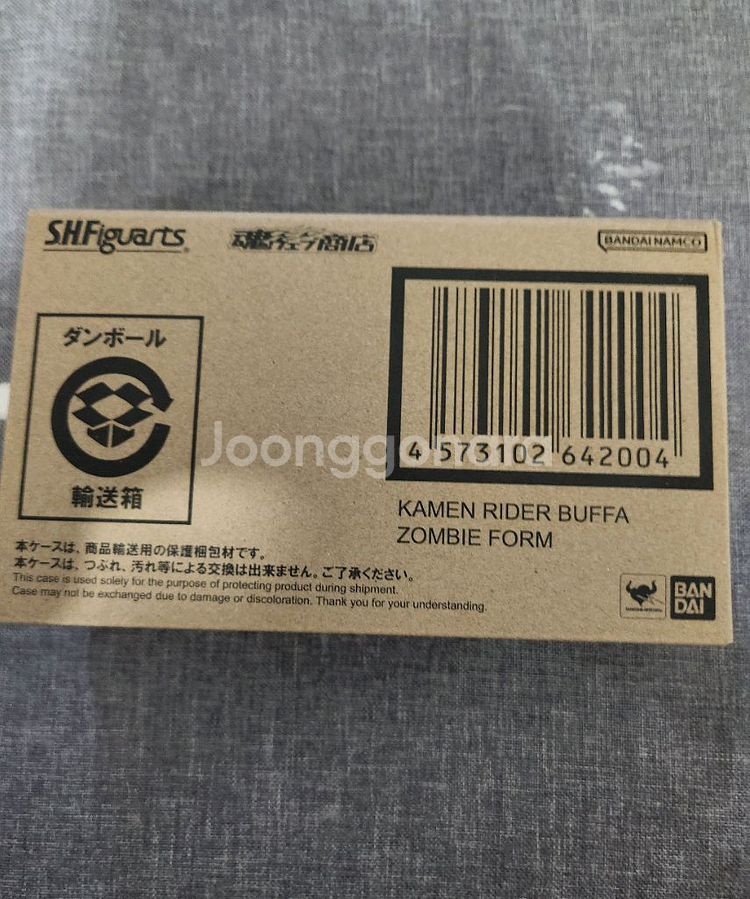 S.H.Figuarts
魂ウェブ商店
BANDAI NAMCO
ダンボール
輸送箱
Joonggonara
4 573102 642004
KAMEN RIDER BUFFA
ZOMBIE FORM
本ケースは、商品輸送用の保護梱包材です。
本ケースは、つぶれ、汚れ等による交換は出来ません。ご了承ください。
This case is used solely for the purpose of protecting product during shipment.
Case may not be exchanged due to damage or discoloration. Thank you for your understanding.
BAN
DAI